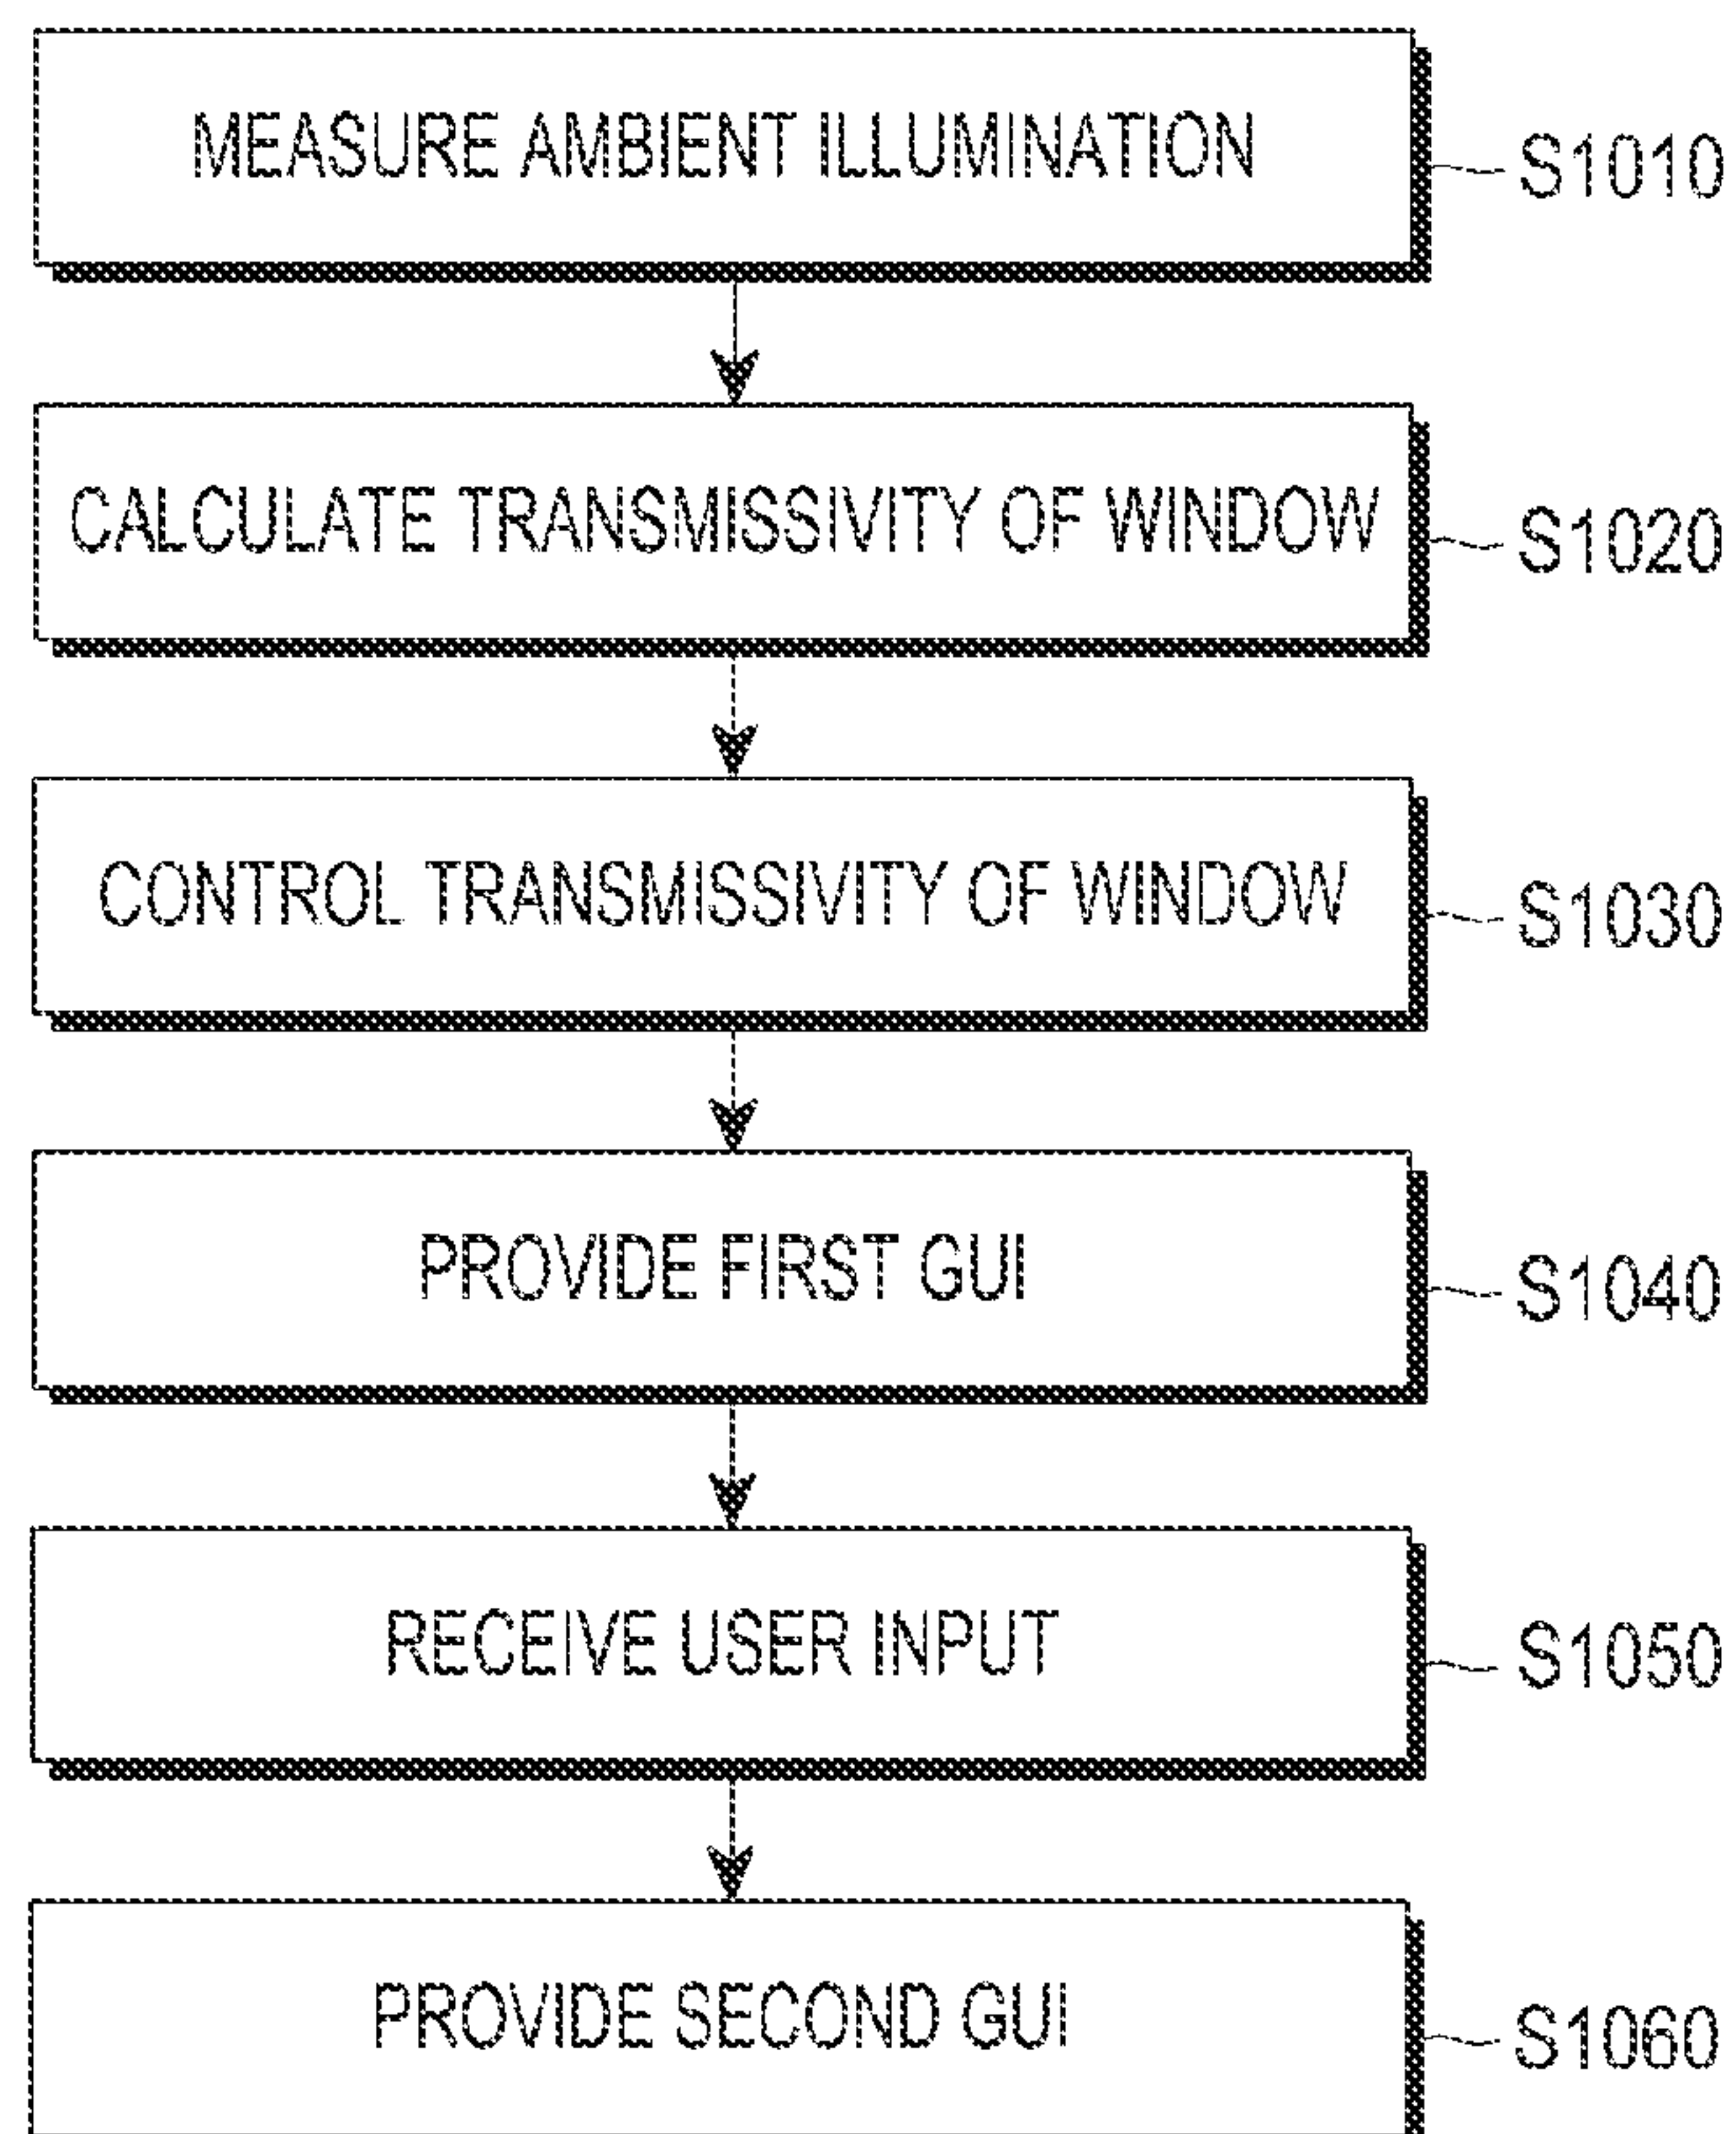 MEASURE AMBIENT ILLUMINATION
S1010
CALCULATE TRANSMISSIVITY OF WINDOW
S1020
CONTROL TRANSMISSIVITY OF WINDOW
S1030
PROVIDE FIRST GUI
S1040
RECEIVE USER INPUT
S1050
PROVIDE SECOND GUI
S1060